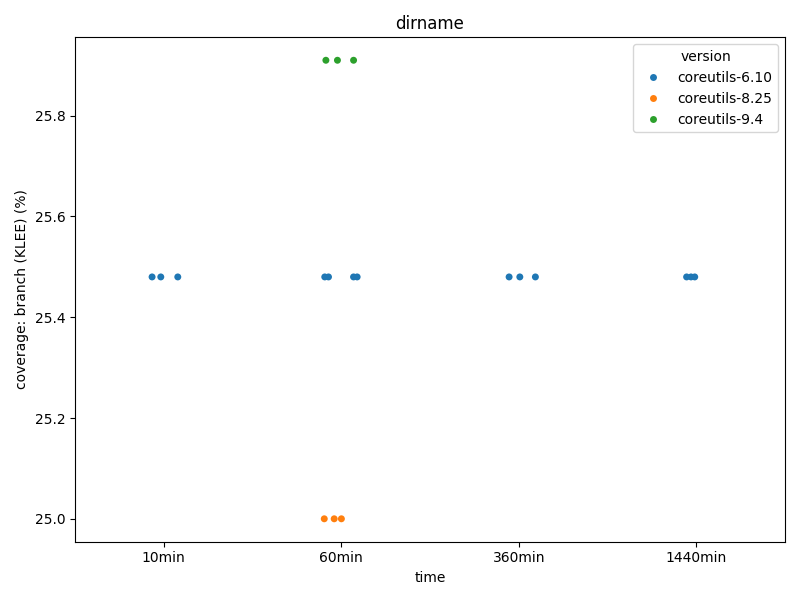 dirname
version
coreutils-6.10
coreutils-8.25
coreutils-9.4
25.8
25.6
25.4
25.2
25.0
coverage: branch (KLEE) (%)
10min
60min
360min
1440min
time